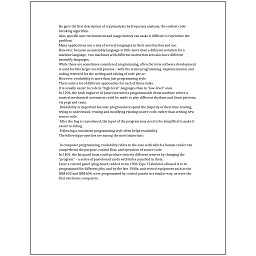 He gave the first description of cryptanalysis by frequency analysis, the earliest code-
breaking algorithm.
Also, specific user environment and usage history can make it difficult to reproduce the
problem.
Many applications use a mix of several languages in their construction and use.
However, because an assembly language is little more than a different notation for a
machine language, two machines with different instruction sets also have different
assembly languages.
While these are sometimes considered programming, often the term software development
is used for this larger overall process – with the terms programming, implementation, and
coding reserved for the writing and editing of code per se.
However, readability is more than just programming style.
There exist a lot of different approaches for each of those tasks.
It is usually easier to code in "high-level" languages than in "low-level" ones.
In 1206, the Arab engineer Al-Jazari invented a programmable drum machine where a
musical mechanical automaton could be made to play different rhythms and drum patterns,
via pegs and cams.
Readability is important because programmers spend the majority of their time reading,
trying to understand, reusing and modifying existing source code, rather than writing new
source code.
After the bug is reproduced, the input of the program may need to be simplified to make it
easier to debug.
Following a consistent programming style often helps readability.
The following properties are among the most important:

In computer programming, readability refers to the ease with which a human reader can
comprehend the purpose, control flow, and operation of source code.
In 1801, the Jacquard loom could produce entirely different weaves by changing the
"program" – a series of pasteboard cards with holes punched in them.
Later a control panel (plug board) added to his 1906 Type I Tabulator allowed it to be
programmed for different jobs, and by the late 1940s, unit record equipment such as the
IBM 602 and IBM 604, were programmed by control panels in a similar way, as were the
first electronic computers.